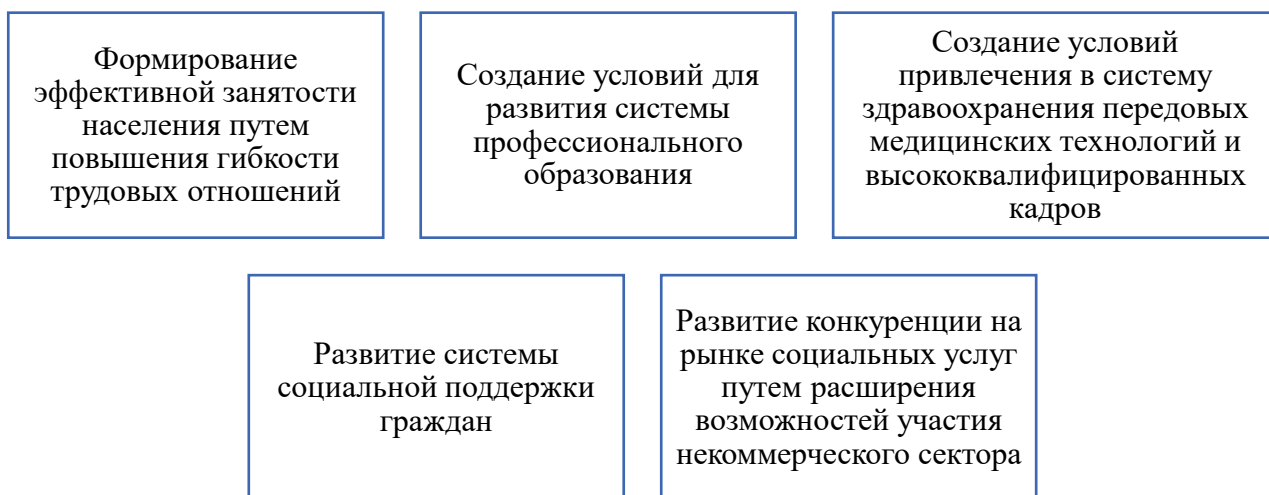 Формирование
эффективной занятости
населения путем
повышения гибкости
трудовых отношений
Создание условий для
развития системы
профессионального
образования
Создание условий
привлечения в систему
здравоохранения передовых
медицинских технологий и
высококвалифицированных
кадров
Развитие системы
социальной поддержки
граждан
Развитие конкуренции на
рынке социальных услуг
путем расширения
возможностей участия
некоммерческого сектора